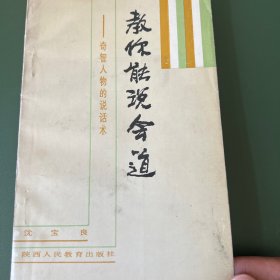 教你能说会道
——奇智人物的说话术
沈宝良
陕西人民教育出版社